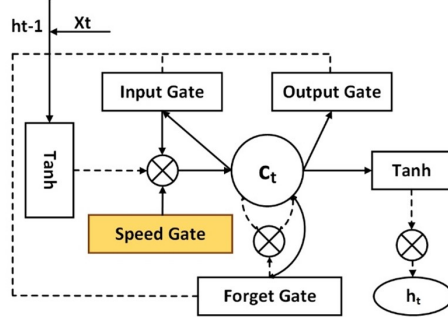 ht-1
Xt
Input Gate
Output Gate
Tanh
Ct
Tanh
Speed Gate
Forget Gate
ht